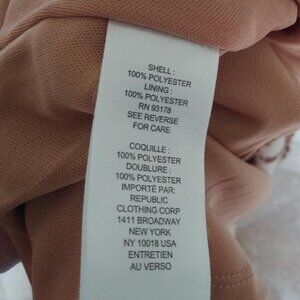 SHELL :
100% POLYESTER
LINING :
100% POLYESTER
RN 93178
SEE REVERSE
FOR CARE
COQUILLE :
100% POLYESTER
DOUBLURE :
100% POLYESTER
IMPORTÉ PAR:
REPUBLIC
CLOTHING CORP
1411 BROADWAY
NEW YORK
NY 10018 USA
ENTRETIEN
AU VERSO